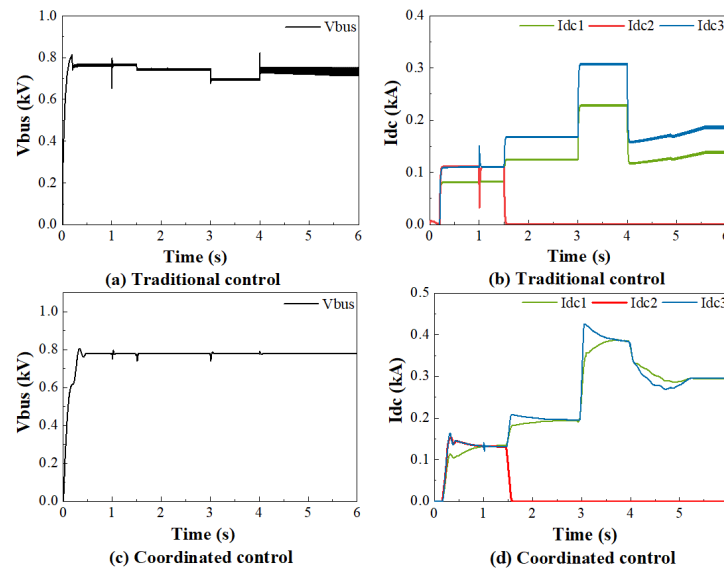 Vbus
1.0
0.8
0.6
0.4
0.2
0.0
Vbus (kV)
0 1 2 3 4 5 6
Time (s)
(a) Traditional control
Idc1 Idc2 Idc3
0.4
0.3
0.2
0.1
0.0
Idc (kA)
0 1 2 3 4 5 6
Time (s)
(b) Traditional control
Vbus
1.0
0.8
0.6
0.4
0.2
0.0
Vbus (kV)
0 1 2 3 4 5 6
Time (s)
(c) Coordinated control
Idc1 Idc2 Idc3
0.5
0.4
0.3
0.2
0.1
0.0
Idc (kA)
0 1 2 3 4 5 6
Time (s)
(d) Coordinated control